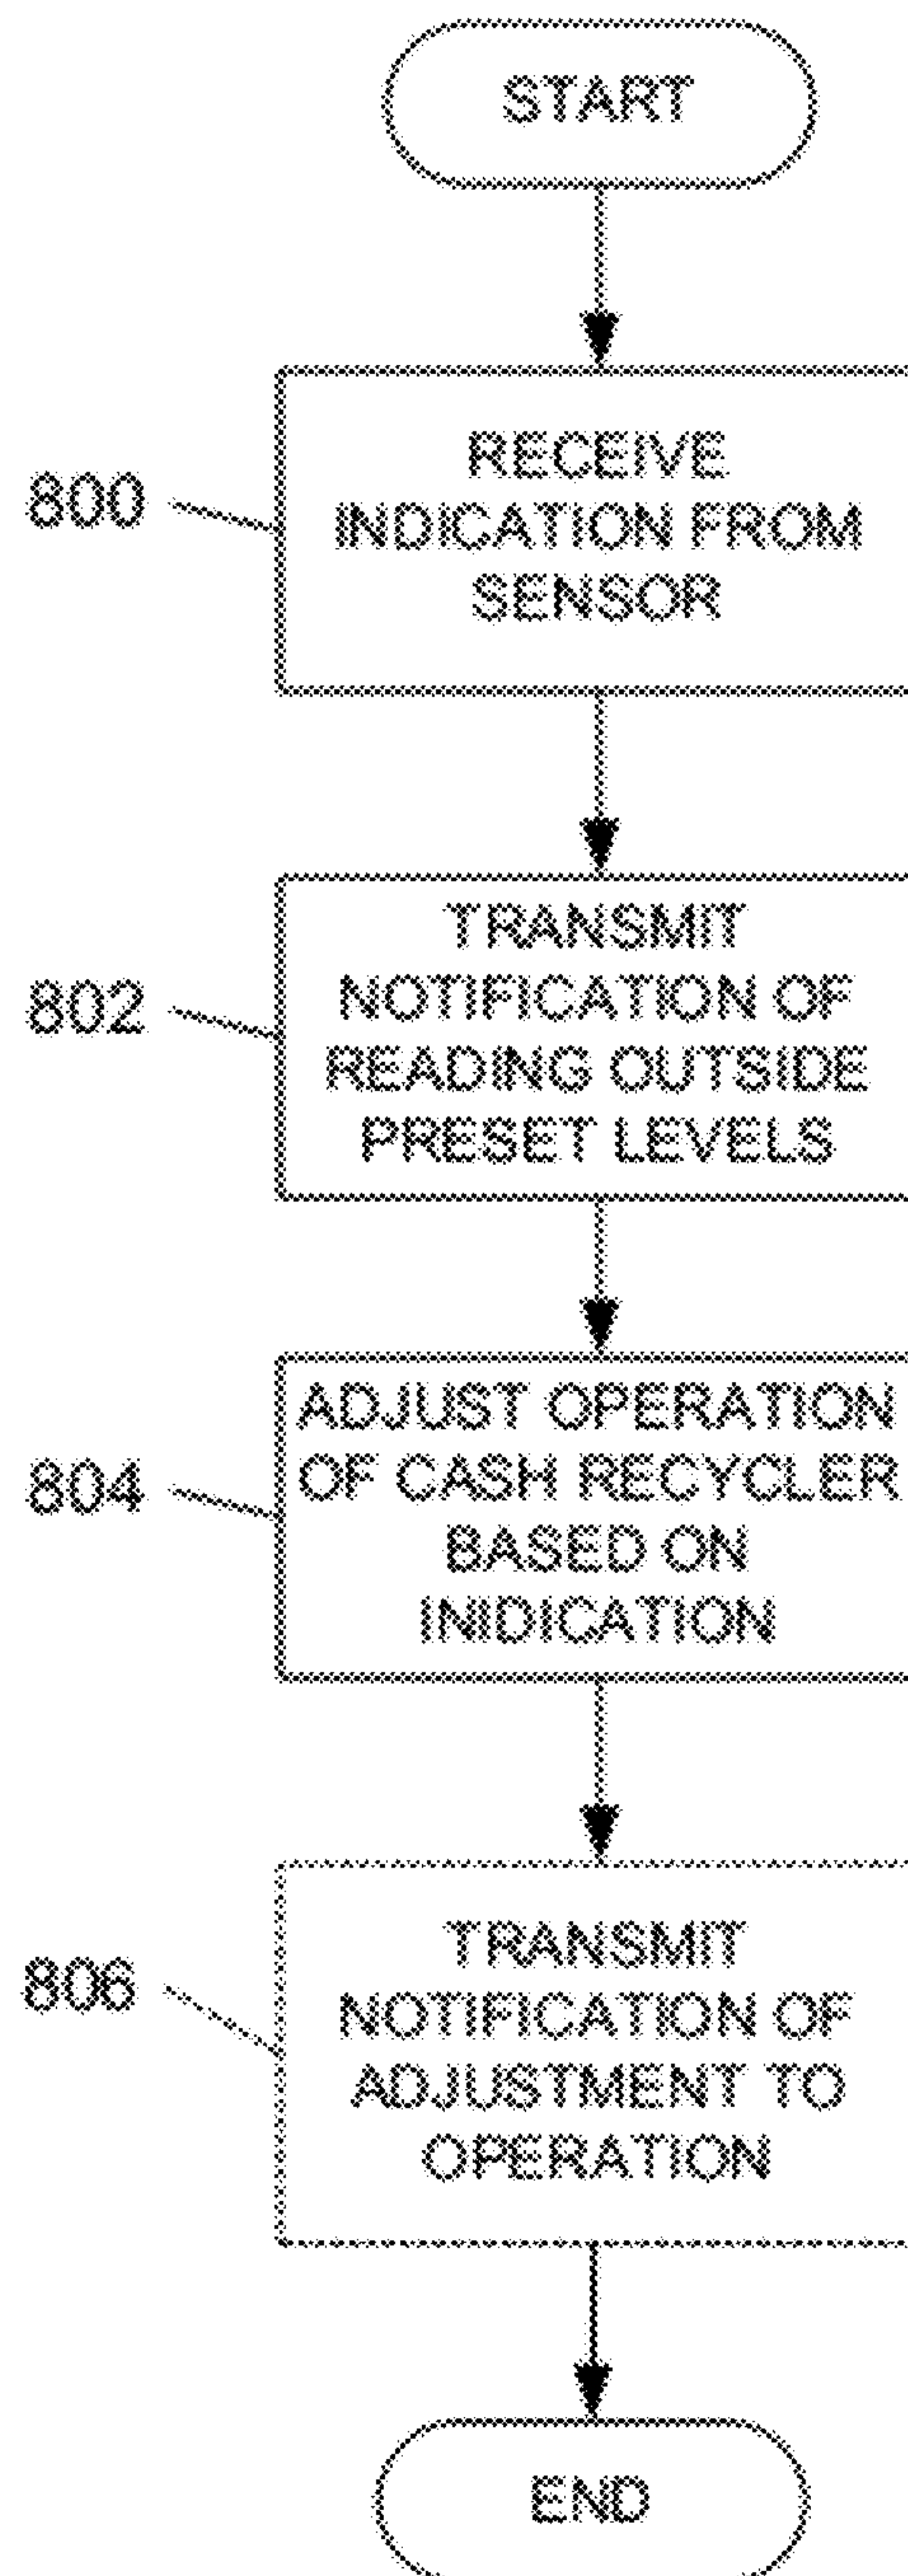 START
800
RECEIVE
INDICATION FROM
SENSOR
802
TRANSMIT
NOTIFICATION OF
READING OUTSIDE
PRESET LEVELS
804
ADJUST OPERATION
OF CASH RECYCLER
BASED ON
INIDICATION
806
TRANSMIT
NOTIFICATION OF
ADJUSTMENT TO
OPERATION
END